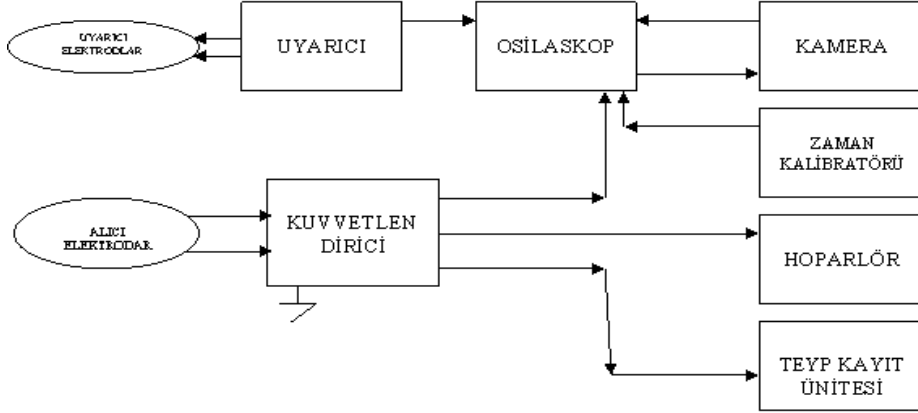 UYARICI
ELEKTRODLAR
UYARICI
OSİLASKOP
KAMERA
ZAMAN
KALİBRATÖRÜ
ALICI
ELEKTRODAR
KUVVETLEN
DİRİCİ
HOPARLÖR
TEYP KAYIT
ÜNİTESİ